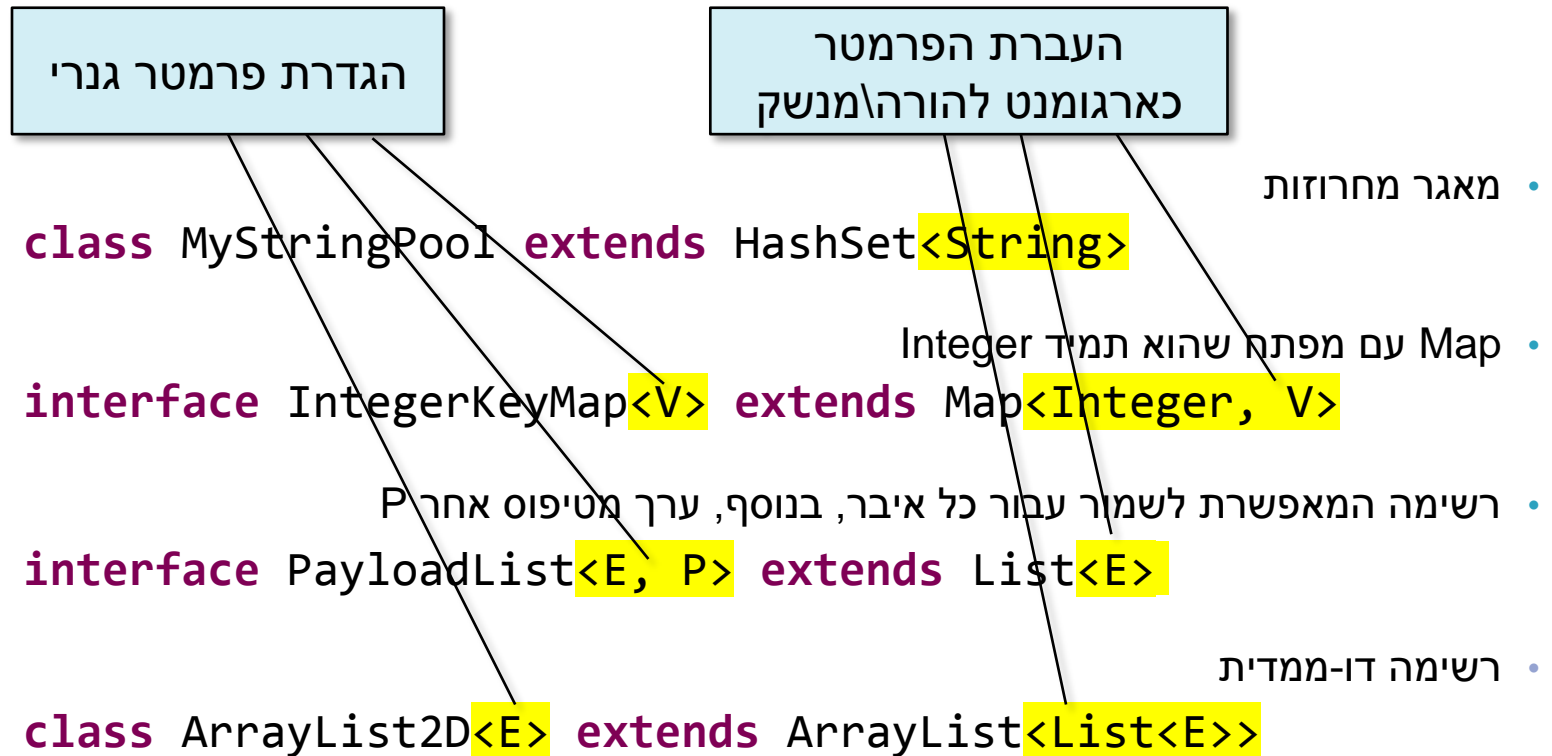 הגדרת פרמטר גנרי
העברת הפרמטר
כארגומנט להורה\מנשק
• מאגר מחרוזות
class MyStringPool extends HashSet<String>
• Map עם מפתח שהוא תמיד Integer
interface IntegerKeyMap<V> extends Map<Integer, V>
• רשימה המאפשרת לשמור עבור כל איבר, בנוסף, ערך מטיפוס אחר P
interface PayloadList<E, P> extends List<E>
• רשימה דו-ממדית
class ArrayList2D<E> extends ArrayList<List<E>>